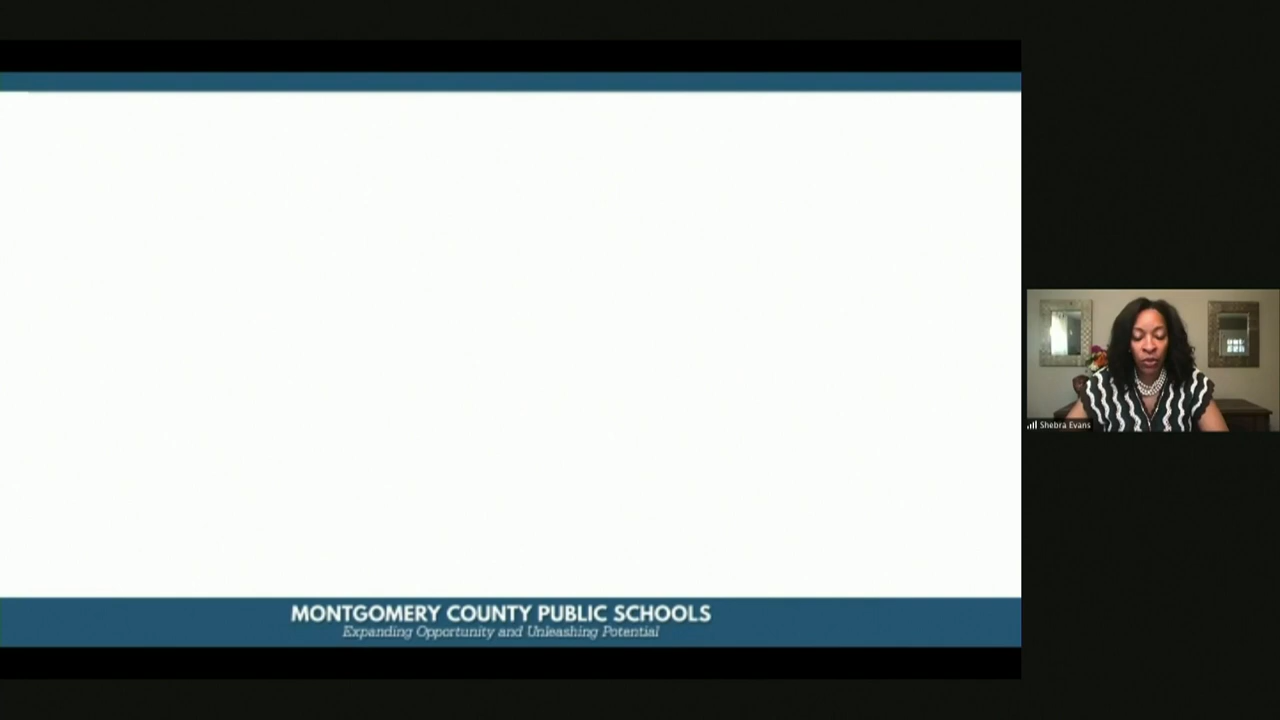 MONTGOMERY COUNTY PUBLIC SCHOOLS
Expanding Opportunity and Unleashing Potential
Shebra Evans